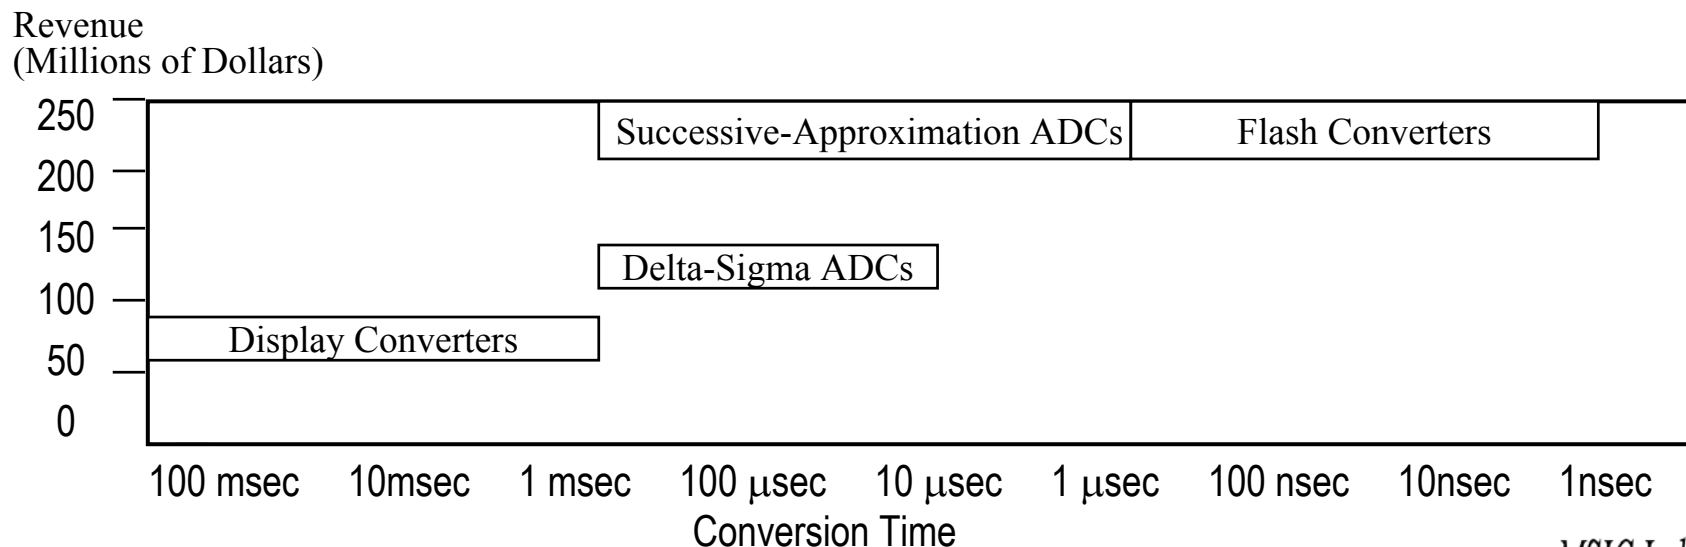 Revenue
(Millions of Dollars)
250
Successive-Approximation ADCs
Flash Converters
200
150
Delta-Sigma ADCs
100
Display Converters
50
0
100 msec 10msec 1 msec 100 μsec 10 μsec 1 μsec 100 nsec 10nsec 1nsec
Conversion Time